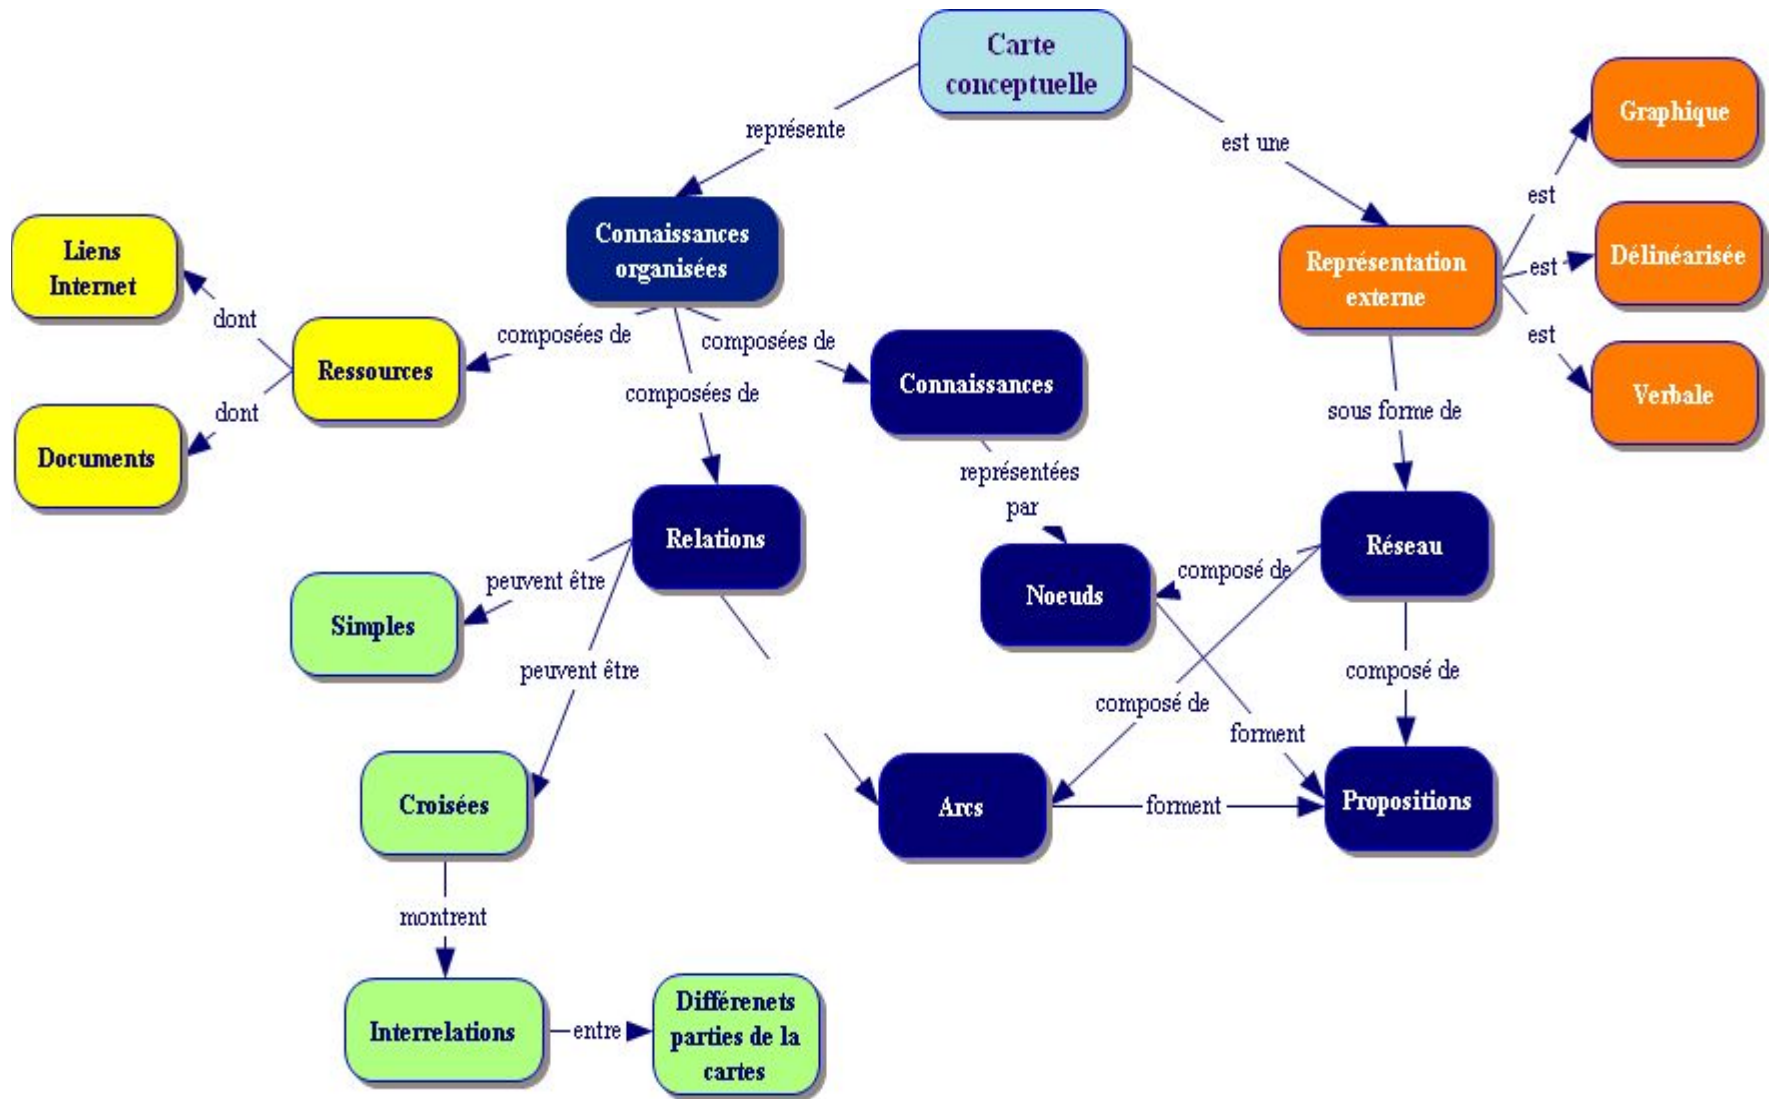 Carte
conceptuelle
représente
est une
Graphique
est
Délinéarisée
est
Verbale
est
Connaissances
organisées
Représentation
externe
Liens
Internet
dont
Ressources
composées de
composées de
composées de
Connaissances
dont
Documents
sous forme de
représentées
par
Relations
Noeuds
composé de
Réseau
peuvent être
Simples
peuvent être
composé de
composé de
forment
Croisées
Arcs
forment
Propositions
montrent
Interrelations
entre
Différenets
parties de la
cartes